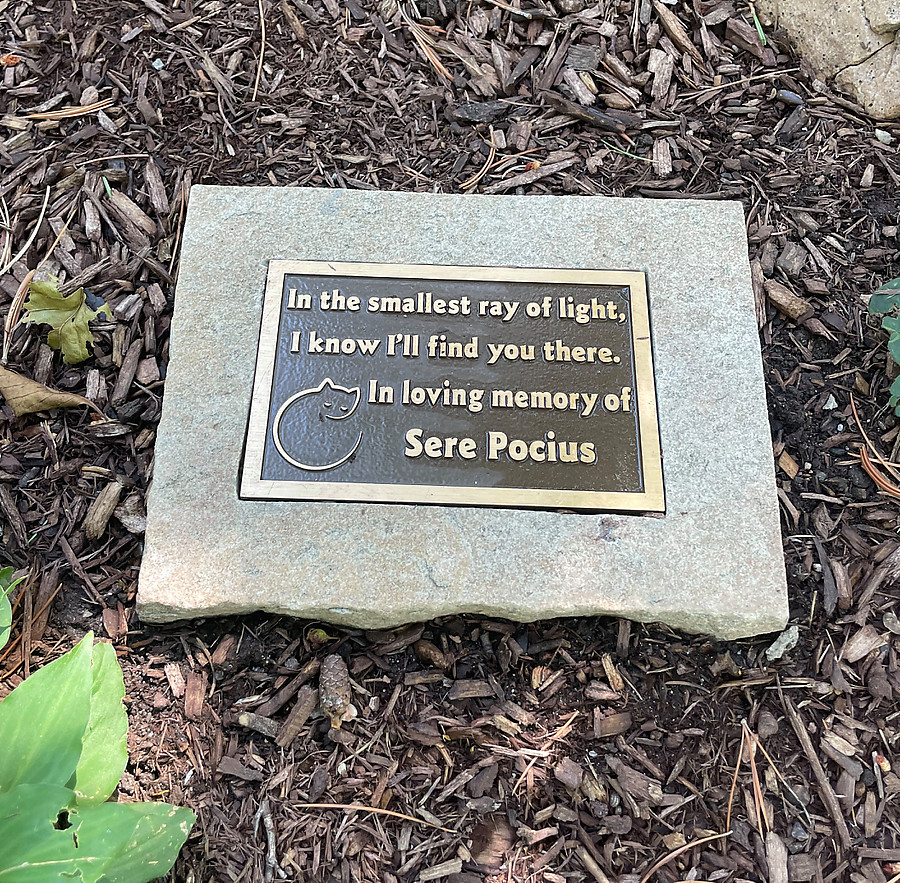 In the smallest ray of light,
I know I'll find you there.
In loving memory of
Sere Pocius